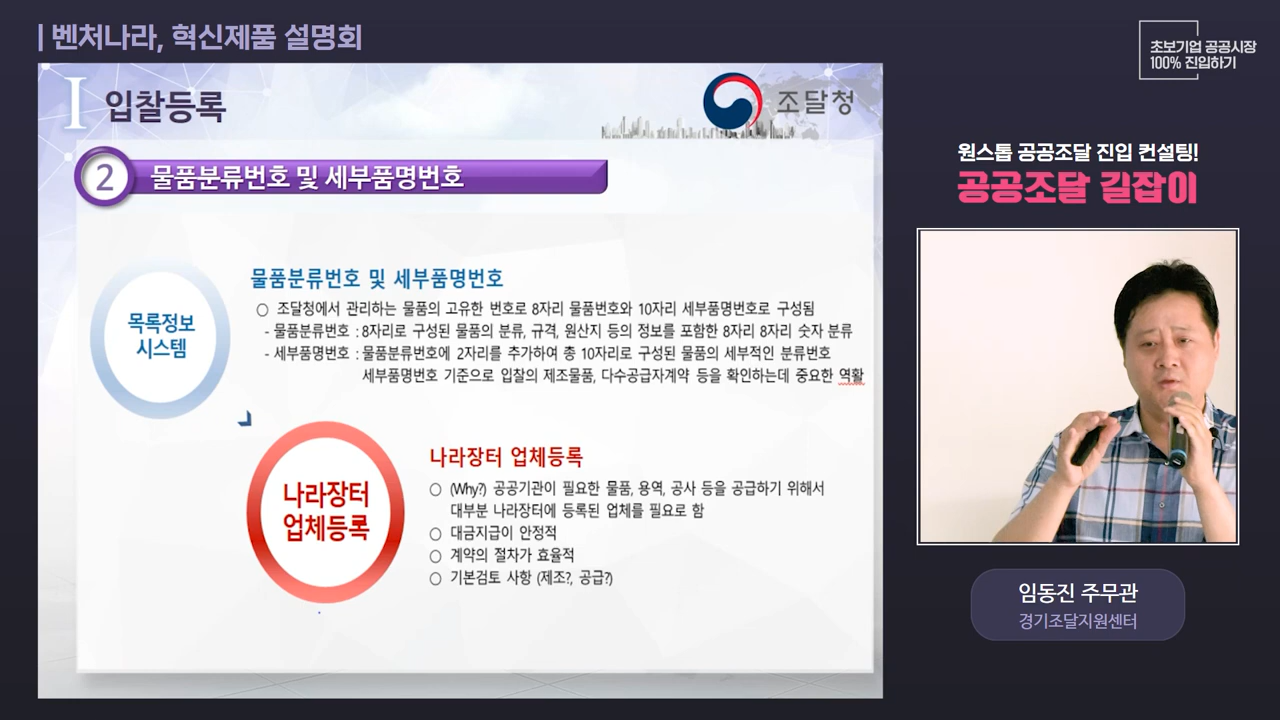 | 벤처나라, 혁신제품 설명회
초보기업 공공시장
100% 진입하기
I 입찰등록
조달청
2 물품분류번호 및 세부품명번호
목록정보
시스템
물품분류번호 및 세부품명번호
○ 조달청에서 관리하는 물품의 고유한 번호로 8자리 물품번호와 10자리 세부품명번호로 구성됨
- 물품분류번호 : 8자리로 구성된 물품의 분류, 규격, 원산지 등의 정보를 포함한 8자리 8자리 숫자 분류
- 세부품명번호 : 물품분류번호에 2자리를 추가하여 총 10자리로 구성된 물품의 세부적인 분류번호
세부품명번호 기준으로 입찰의 제조물품, 다수공급자계약 등을 확인하는데 중요한 역활
나라장터
업체등록
나라장터 업체등록
○ (Why?) 공공기관이 필요한 물품, 용역, 공사 등을 공급하기 위해서
대부분 나라장터에 등록된 업체를 필요로 함
○ 대금지급이 안정적
○ 계약의 절차가 효율적
○ 기본검토 사항 (제조?, 공급?)
원스톱 공공조달 진입 컨설팅!
공공조달 길잡이
임동진 주무관
경기조달지원센터